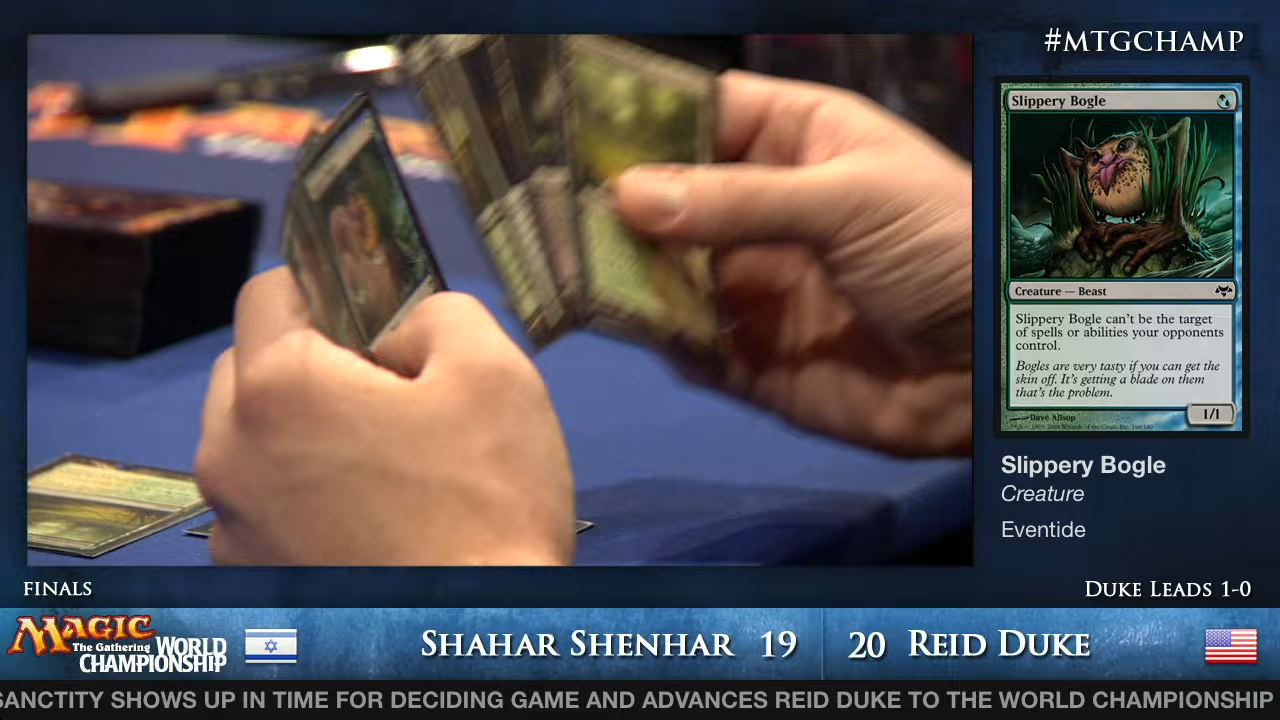 #MTGCHAMP
Slippery Bogle
Creature — Beast
Slippery Bogle can't be the target
of spells or abilities your opponents
control.
Bogles are very tasty if you can get the
skin off. It's getting a blade on them
that's the problem.
1/1
Dave Allsop
Slippery Bogle
Creature
Eventide
FINALS
DUKE LEADS 1-0
MAGIC
The Gathering
WORLD
CHAMPIONSHIP
SHAHAR SHENHAR 19 20 REID DUKE
SANCTITY SHOWS UP IN TIME FOR DECIDING GAME AND ADVANCES REID DUKE TO THE WORLD CHAMPIONSHIP